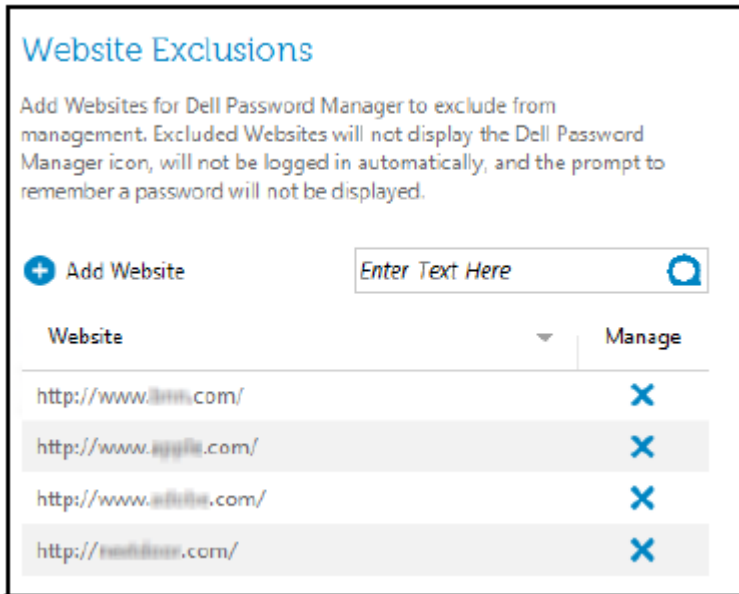 Website Exclusions
Add Websites for Dell Password Manager to exclude from
management. Excluded Websites will not display the Dell Password
Manager icon, will not be logged in automatically, and the prompt to
remember a password will not be displayed.
Add Website Enter Text Here
Website Manage
http://www. .com/
http://www. .com/
http://www. .com/
http:// .com/